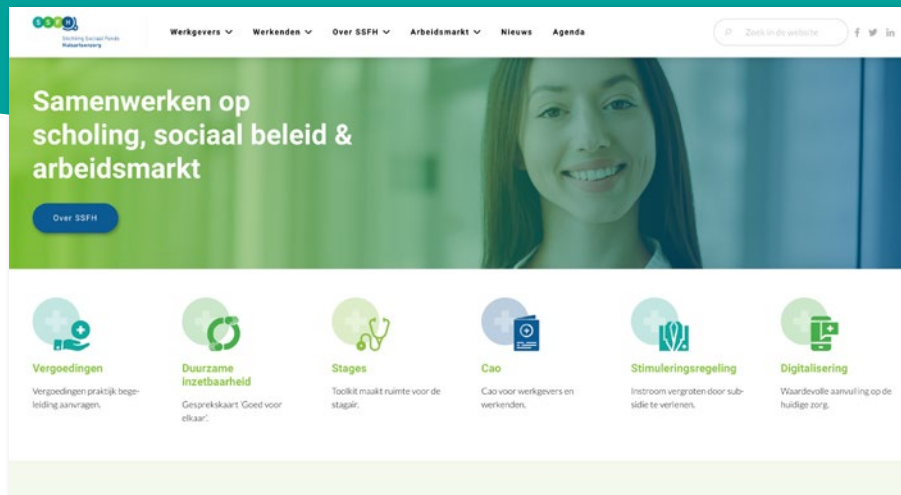 SSFH
Stichting Sociaal Fonds
Huisartsenzorg
Werkgevers
Werkenden
Over SSFH
Arbeidsmarkt
Nieuws
Agenda
Zoek in de website
Samenwerken op
scholing, sociaal beleid &
arbeidsmarkt
Over SSFH
Vergoedingen
Vergoedingen praktijk bege-
leiding aanvragen.
Duurzame
inzetbaarheid
Gesprekskaart 'Goed voor
elkaar'.
Stages
Toolkit maakt ruimte voor de
stagair.
Cao
Cao voor werkgevers en
werkenden.
Stimuleringsregeling
Instroom vergroten door sub-
sidie te verlenen.
Digitalisering
Waardevolle aanvulling op de
huidige zorg.